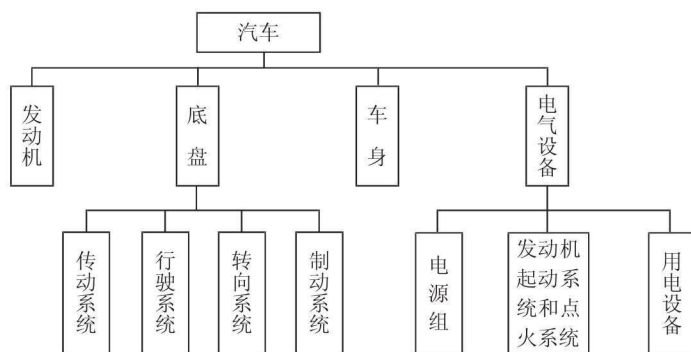 汽车
发动机
底盘
车身
电气设备
传动系统
行驶系统
转向系统
制动系统
电源组
发动机
起动系
统和点
火系统
用电设备